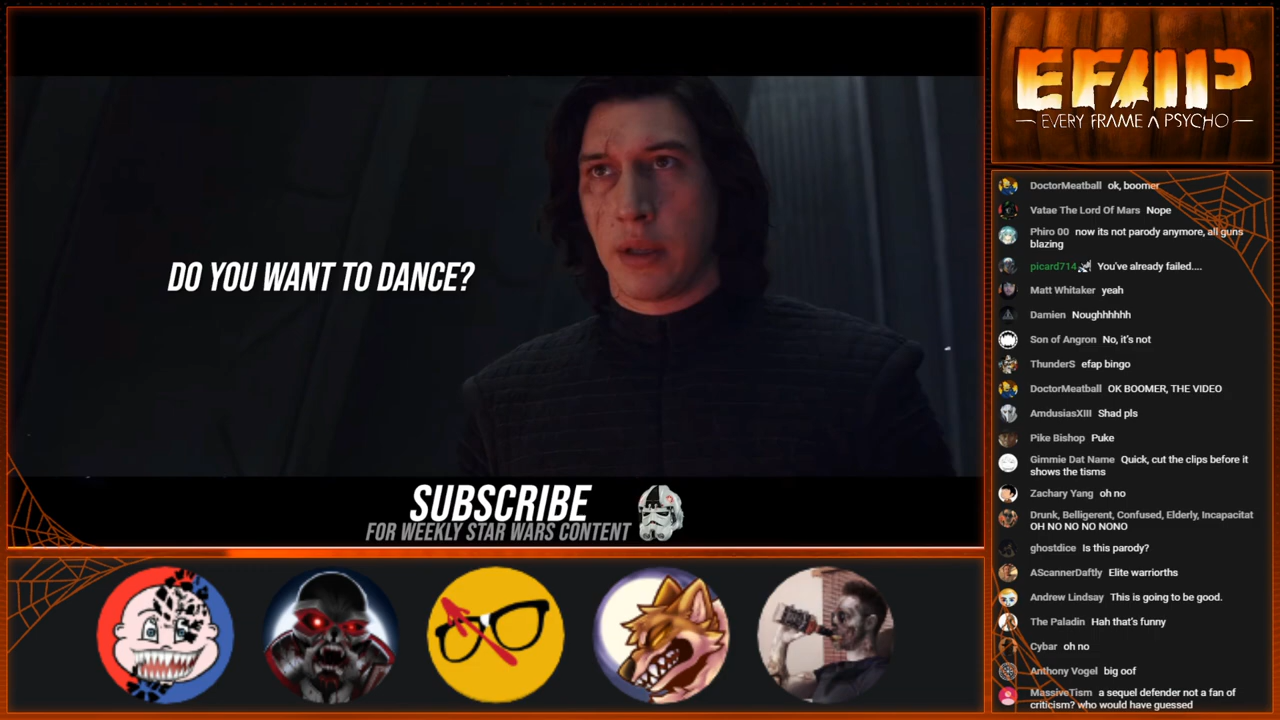 DO YOU WANT TO DANCE?
SUBSCRIBE
FOR WEEKLY STAR WARS CONTENT
EFAP
EVERY FRAME A PSYCHO
DoctorMeatball ok, boomer
Vatae The Lord Of Mars Nope
Phiro 00 now its not parody anymore, all guns
blazing
picard714 You've already failed....
Matt Whitaker yeah
Damien Noughhhhhh
Son of Angron No, it's not
ThunderS efap bingo
DoctorMeatball OK BOOMER, THE VIDEO
AmdusiasXIII Shad pls
Pike Bishop Puke
Gimmie Dat Name Quick, cut the clips before it
shows the tisms
Zachary Yang oh no
Drunk, Belligerent, Confused, Elderly, Incapacitat
OH NO NO NO NONO
ghostdice Is this parody?
AScannerDaftly Elite warriorths
Andrew Lindsay This is going to be good.
The Paladin Hah that's funny
Cybar oh no
Anthony Vogel big oof
MassiveTism a sequel defender not a fan of
criticism? who would have guessed